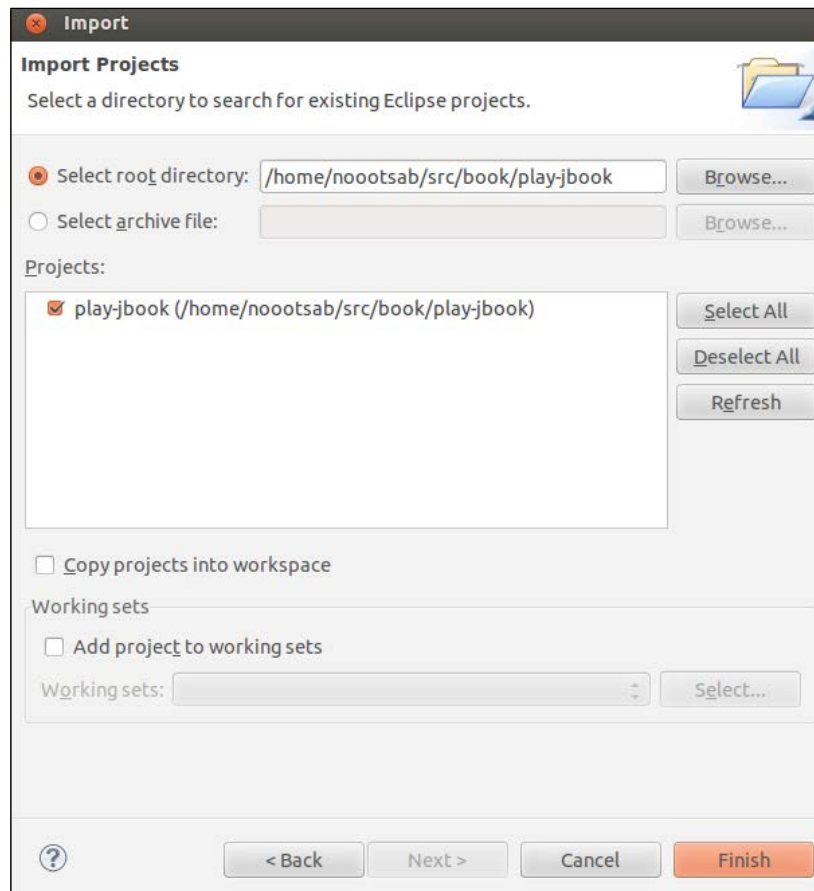 Import
Import Projects
Select a directory to search for existing Eclipse projects.
Select root directory: /home/noootsab/src/book/play-jbook Browse...
Select archive file: Browse...
Projects:
play-jbook (/home/noootsab/src/book/play-jbook)
Select All
Deselect All
Refresh
Copy projects into workspace
Working sets
Add project to working sets
Working sets: Select...
? < Back Next > Cancel Finish